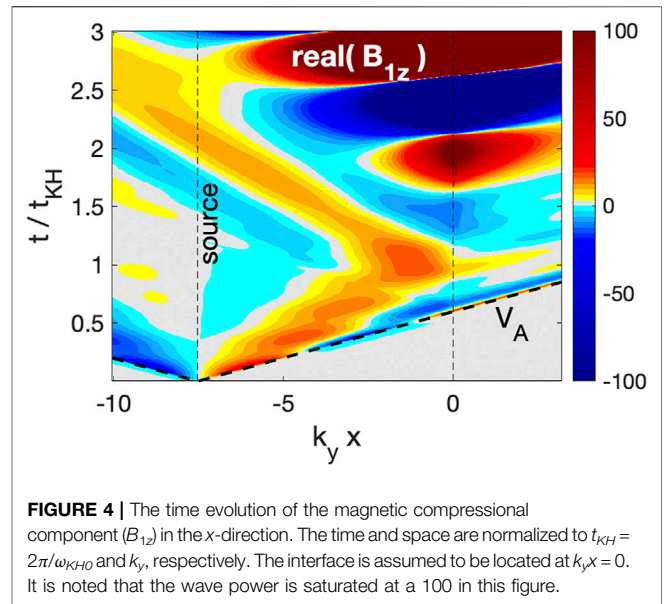 real( B1z )
3
2.5
2
1.5
1
0.5
t / tKH
source
VA
-10
-5
0
ky x
100
50
0
-50
-100
FIGURE 4 | The time evolution of the magnetic compressional
component (B1z) in the x-direction. The time and space are normalized to tKH =
2π/ωKH0 and ky, respectively. The interface is assumed to be located at kyx = 0.
It is noted that the wave power is saturated at a 100 in this figure.